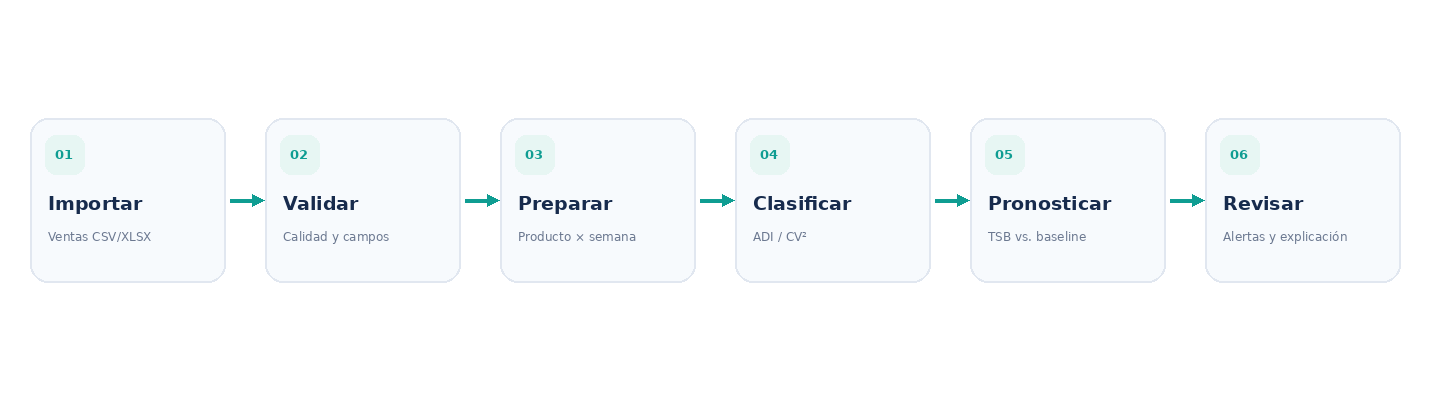 01
Importar
Ventas CSV/XLSX
02
Validar
Calidad y campos
03
Preparar
Producto × semana
04
Clasificar
ADI / CV²
05
Pronosticar
TSB vs. baseline
06
Revisar
Alertas y explicación